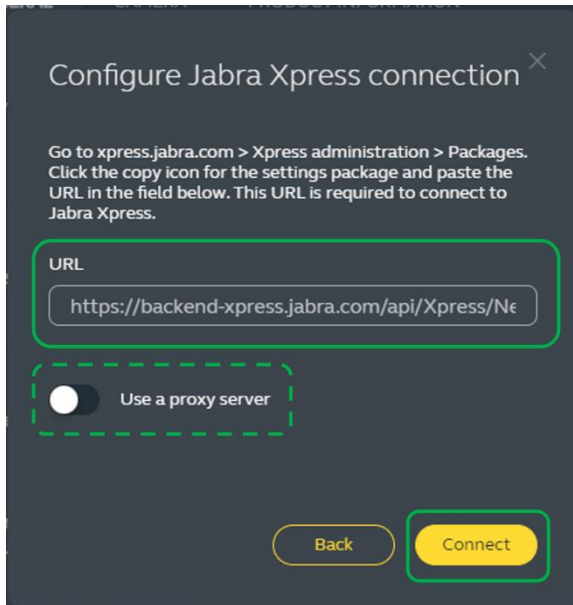 Configure Jabra Xpress connection
Go to xpress.jabra.com > Xpress administration > Packages.
Click the copy icon for the settings package and paste the
URL in the field below. This URL is required to connect to
Jabra Xpress.
URL
https://backend-xpress.jabra.com/api/Xpress/Ne
Use a proxy server
Back Connect